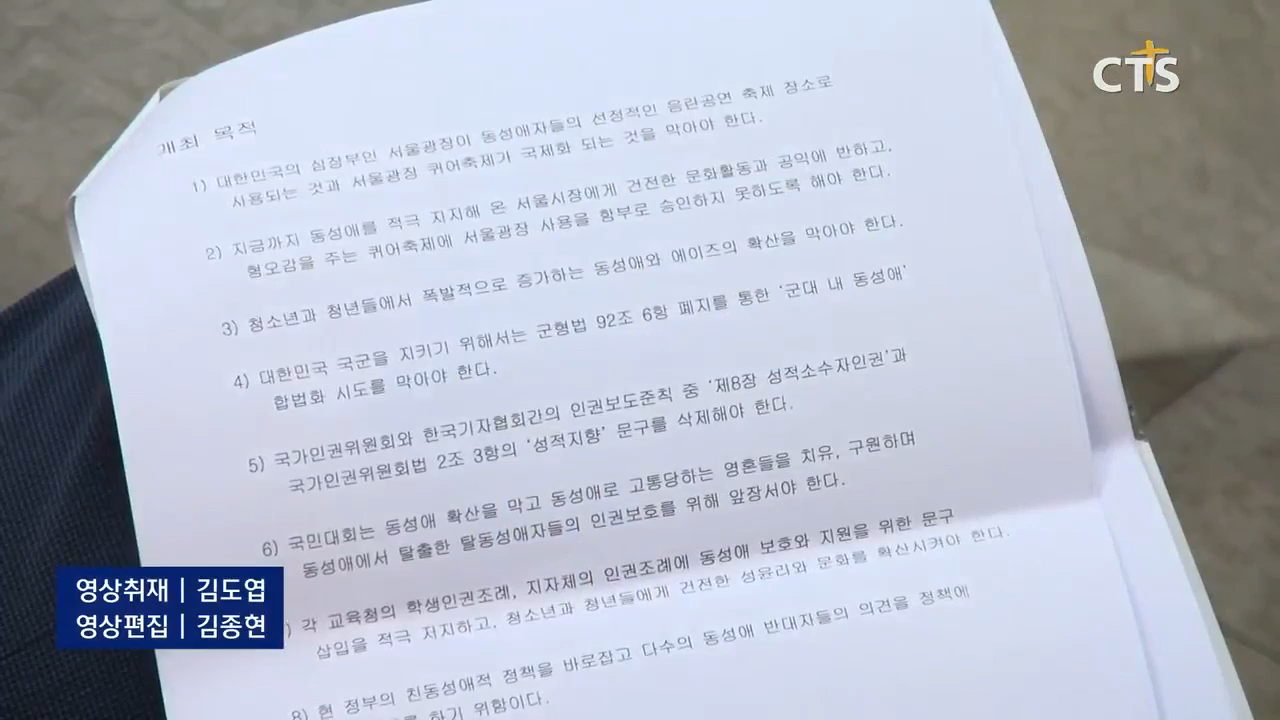 CTS
개최 목적
1) 대한민국의 심장부인 서울광장이 동성애자들의 선정적인 음란공연 축제 장소로
사용되는 것과 서울광장 퀴어축제가 국제화 되는 것을 막아야 한다.
2) 지금까지 동성애를 적극 지지해 온 서울시장에게 건전한 문화활동과 공익에 반하고,
혐오감을 주는 퀴어축제에 서울광장 사용을 함부로 승인하지 못하도록 해야 한다.
3) 청소년과 청년들에서 폭발적으로 증가하는 동성애와 에이즈의 확산을 막아야 한다.
4) 대한민국 국군을 지키기 위해서는 군형법 92조 6항 폐지를 통한 '군대 내 동성애'
합법화 시도를 막아야 한다.
5) 국가인권위원회와 한국기자협회간의 인권보도준칙 중 '제8장 성적소수자인권'과
국가인권위원회법 2조 3항의 '성적지향' 문구를 삭제해야 한다.
6) 국민대회는 동성애 확산을 막고 동성애로 고통당하는 영혼들을 치유, 구원하며
동성애에서 탈출한 탈동성애자들의 인권보호를 위해 앞장서야 한다.
) 각 교육청의 학생인권조례, 지자체의 인권조례에 동성애 보호와 지원을 위한 문구
삽입을 적극 저지하고, 청소년과 청년들에게 건전한 성윤리와 문화를 확산시켜야 한다.
8) 현 정부의 친동성애적 정책을 바로잡고 다수의 동성애 반대자들의 의견을 정책에
하기 위함이다.
영상취재 | 김도엽
영상편집 | 김종현